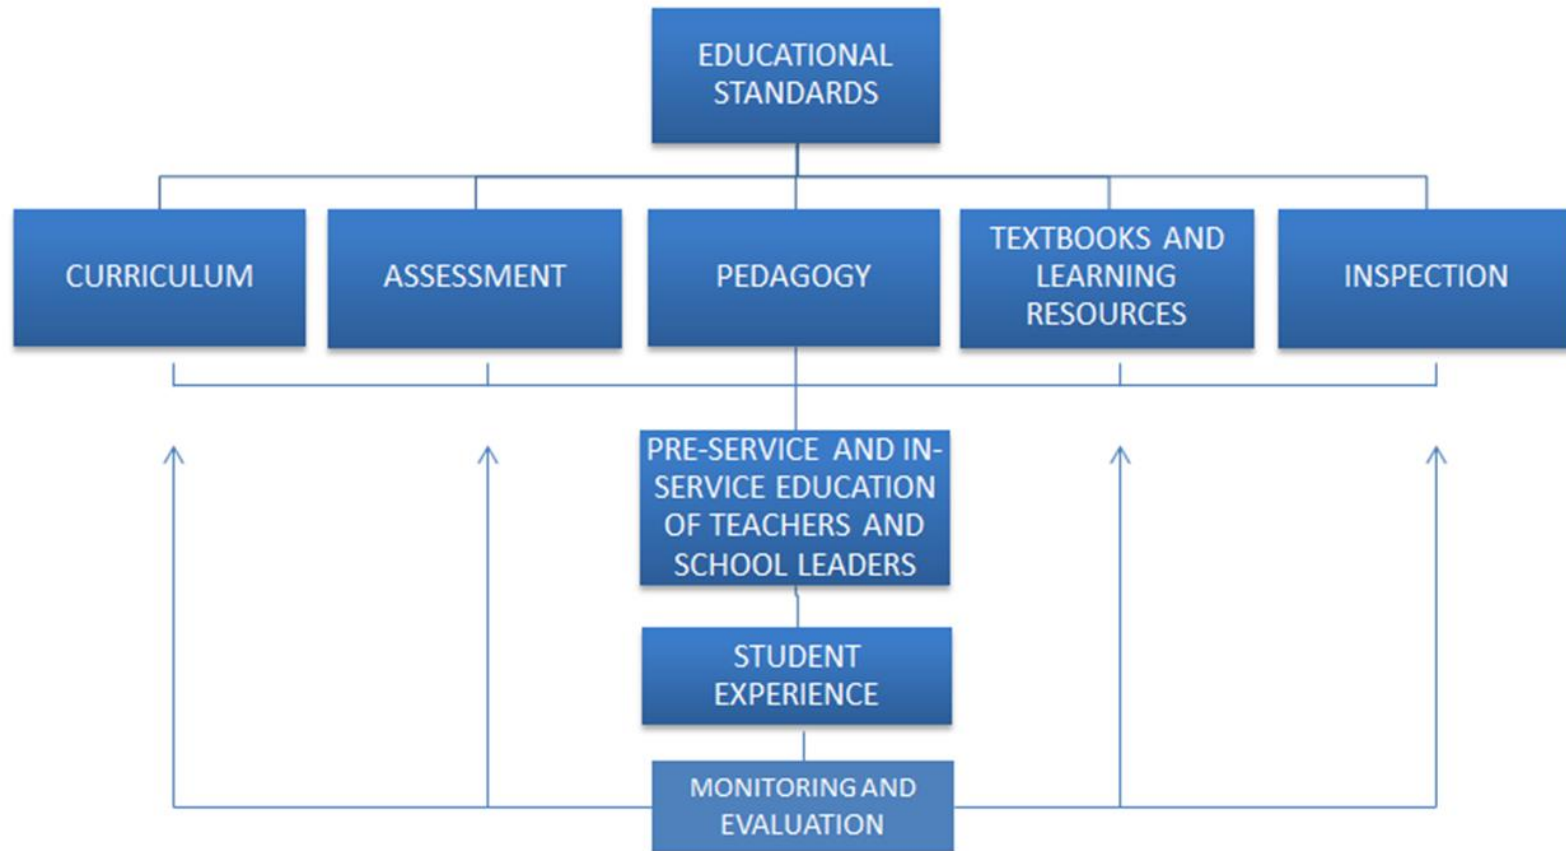 EDUCATIONAL
STANDARDS
CURRICULUM
ASSESSMENT
PEDAGOGY
TEXTBOOKS AND
LEARNING
RESOURCES
INSPECTION
PRE-SERVICE AND IN-
SERVICE EDUCATION
OF TEACHERS AND
SCHOOL LEADERS
STUDENT
EXPERIENCE
MONITORING AND
EVALUATION